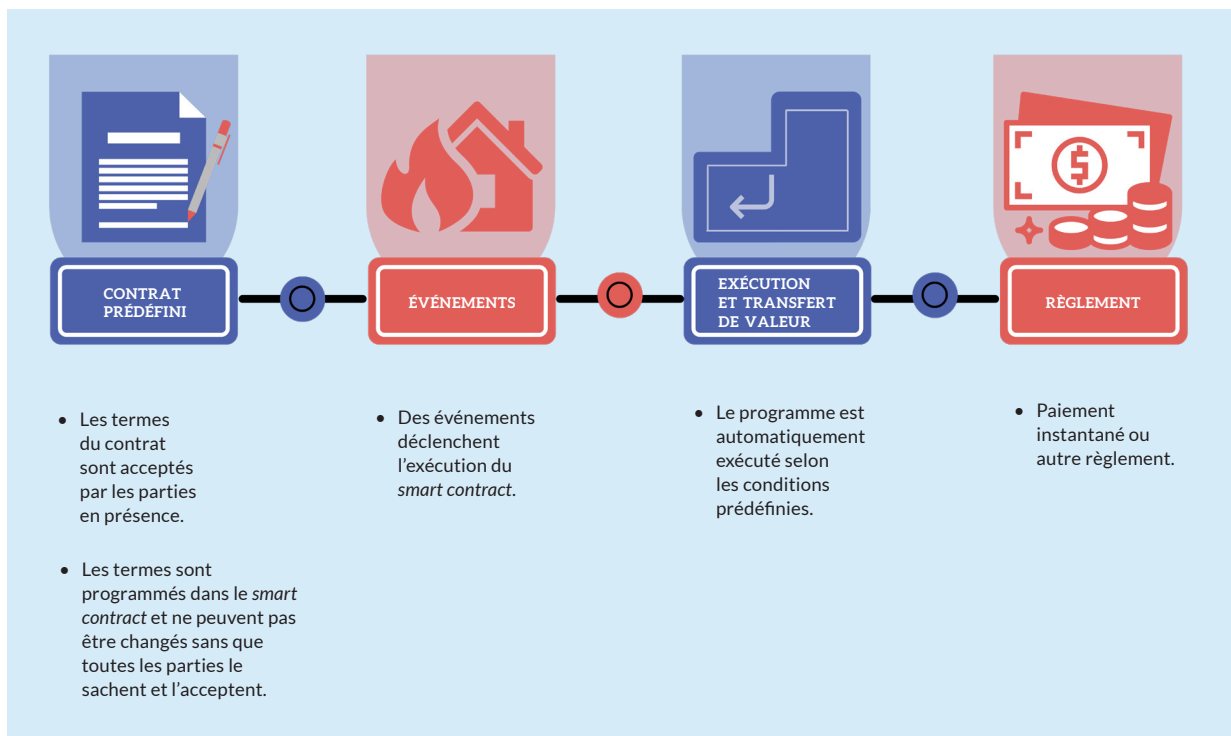 CONTRAT
PRÉDÉFINI
ÉVÉNEMENTS
EXÉCUTION
ET TRANSFERT
DE VALEUR
RÈGLEMENT
• Les termes
du contrat
sont acceptés
par les parties
en présence.
• Les termes sont
programmés dans le smart
contract et ne peuvent pas
être changés sans que
toutes les parties le
sachent et l’acceptent.
• Des événements
déclenchent
l’exécution du
smart contract.
• Le programme est
automatiquement
exécuté selon
les conditions
prédéfinies.
• Paiement
instantané ou
autre règlement.